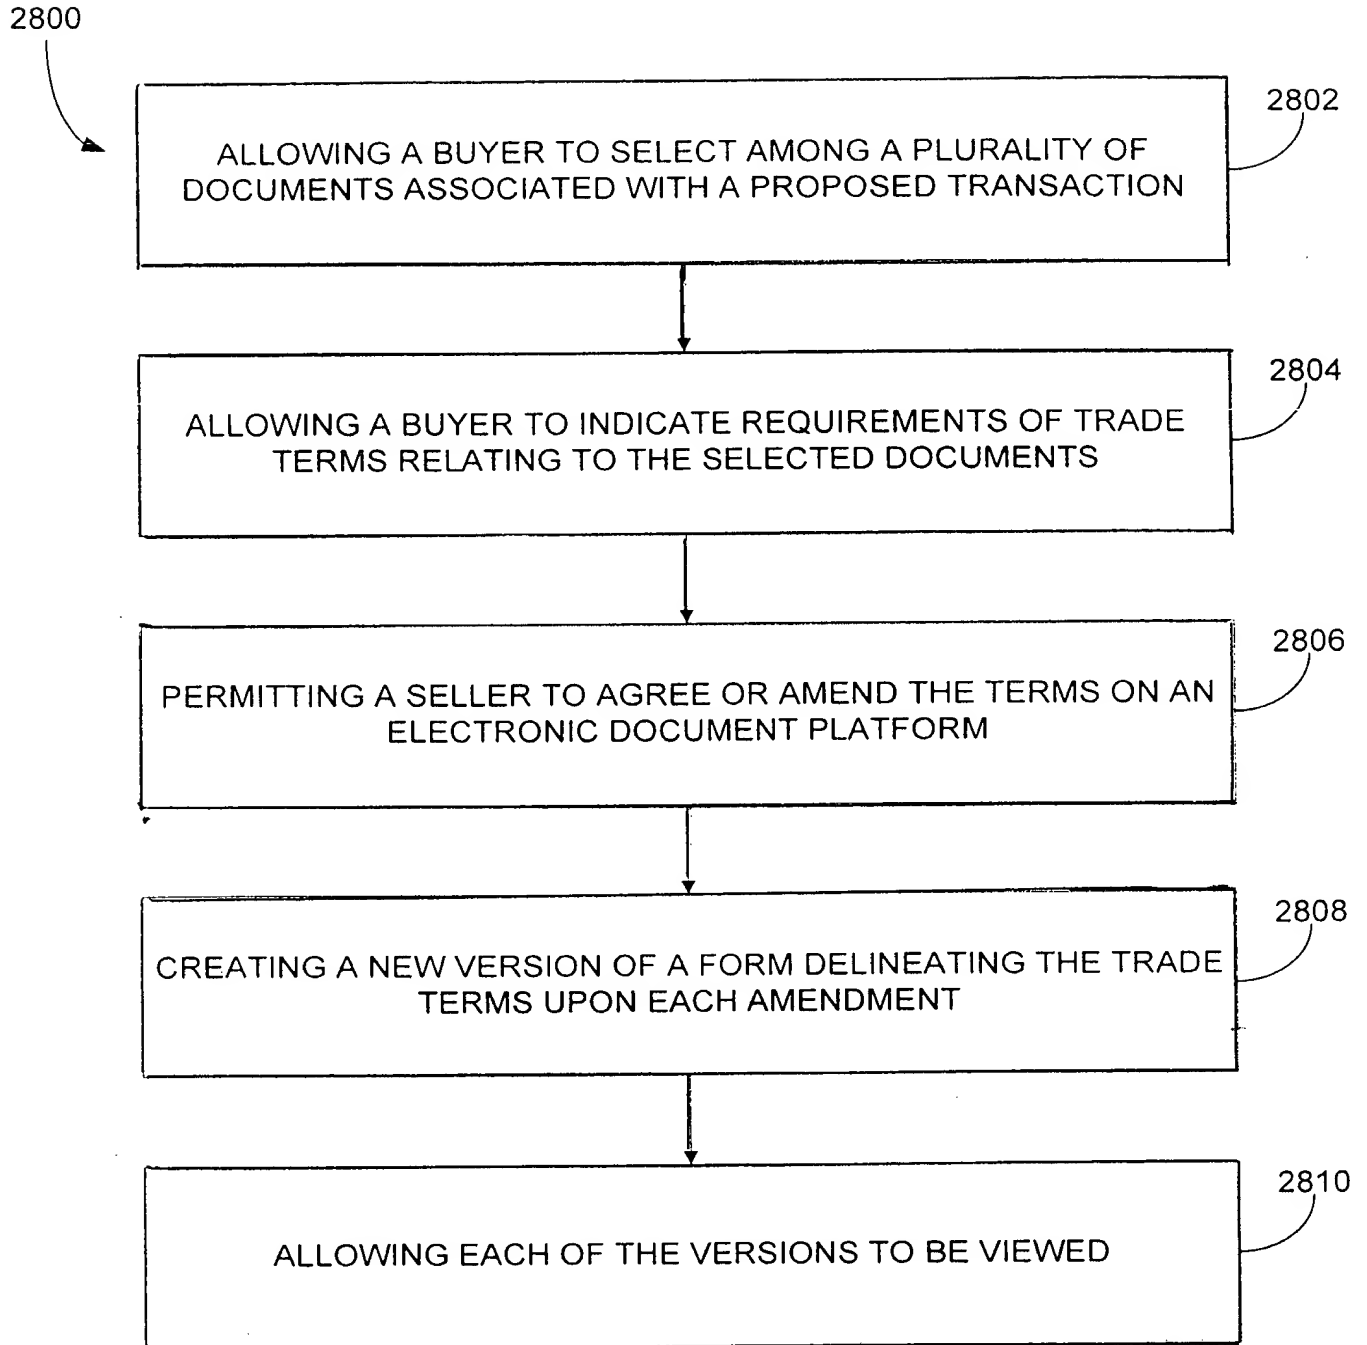 2800
2802
ALLOWING A BUYER TO SELECT AMONG A PLURALITY OF
DOCUMENTS ASSOCIATED WITH A PROPOSED TRANSACTION
2804
ALLOWING A BUYER TO INDICATE REQUIREMENTS OF TRADE
TERMS RELATING TO THE SELECTED DOCUMENTS
2806
PERMITTING A SELLER TO AGREE OR AMEND THE TERMS ON AN
ELECTRONIC DOCUMENT PLATFORM
2808
CREATING A NEW VERSION OF A FORM DELINEATING THE TRADE
TERMS UPON EACH AMENDMENT
2810
ALLOWING EACH OF THE VERSIONS TO BE VIEWED